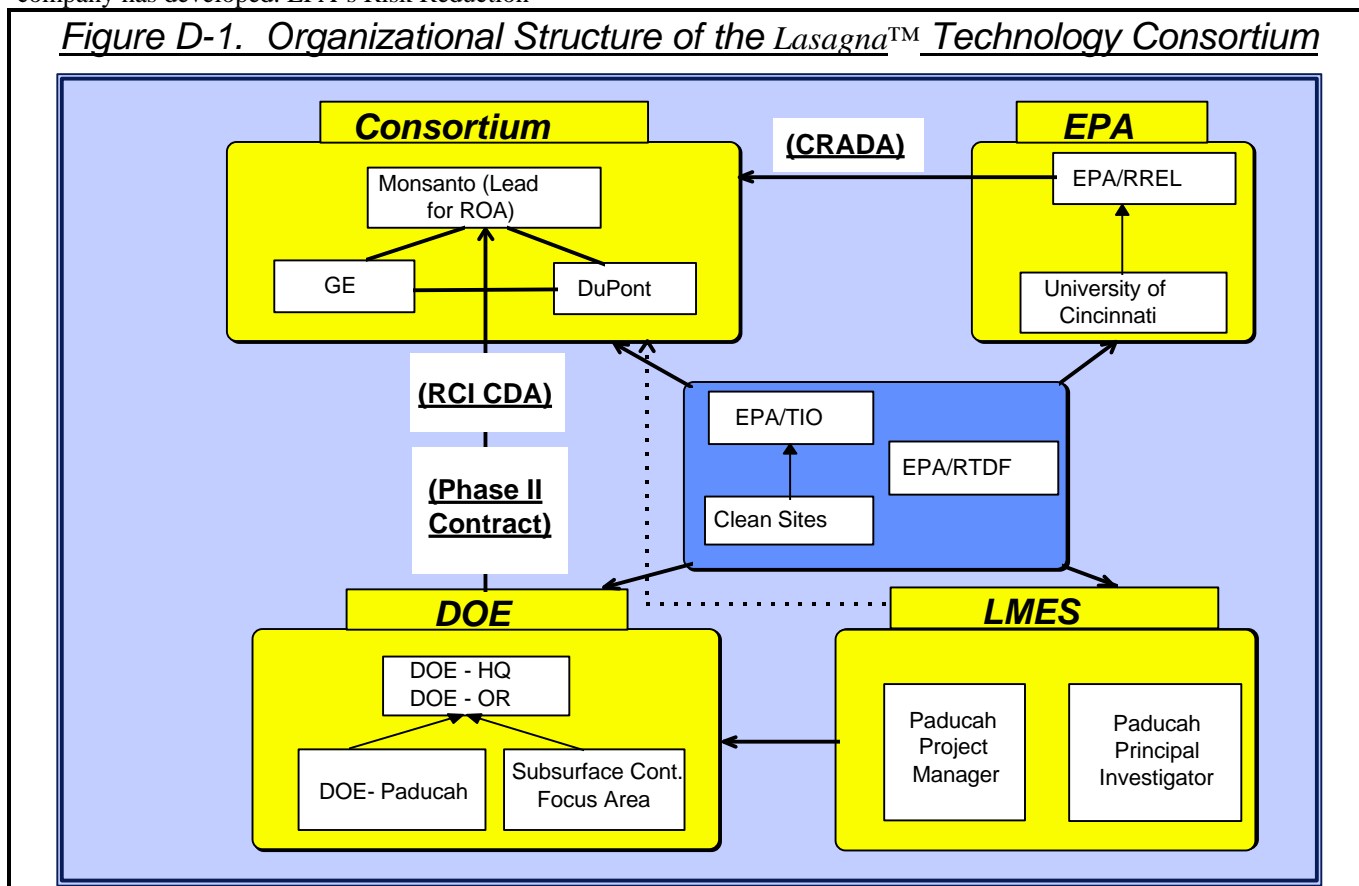 company has developed. EPA's Risk Reduction
Figure D-1. Organizational Structure of the Lasagna™ Technology Consortium
Consortium
EPA
(CRADA)
Monsanto (Lead
for ROA)
EPA/RREL
GE
DuPont
University of
Cincinnati
(RCI CDA)
EPA/TIO
EPA/RTDF
(Phase II
Contract)
Clean Sites
DOE
LMES
DOE - HQ
DOE - OR
DOE- Paducah
Subsurface Cont.
Focus Area
Paducah
Project
Manager
Paducah
Principal
Investigator